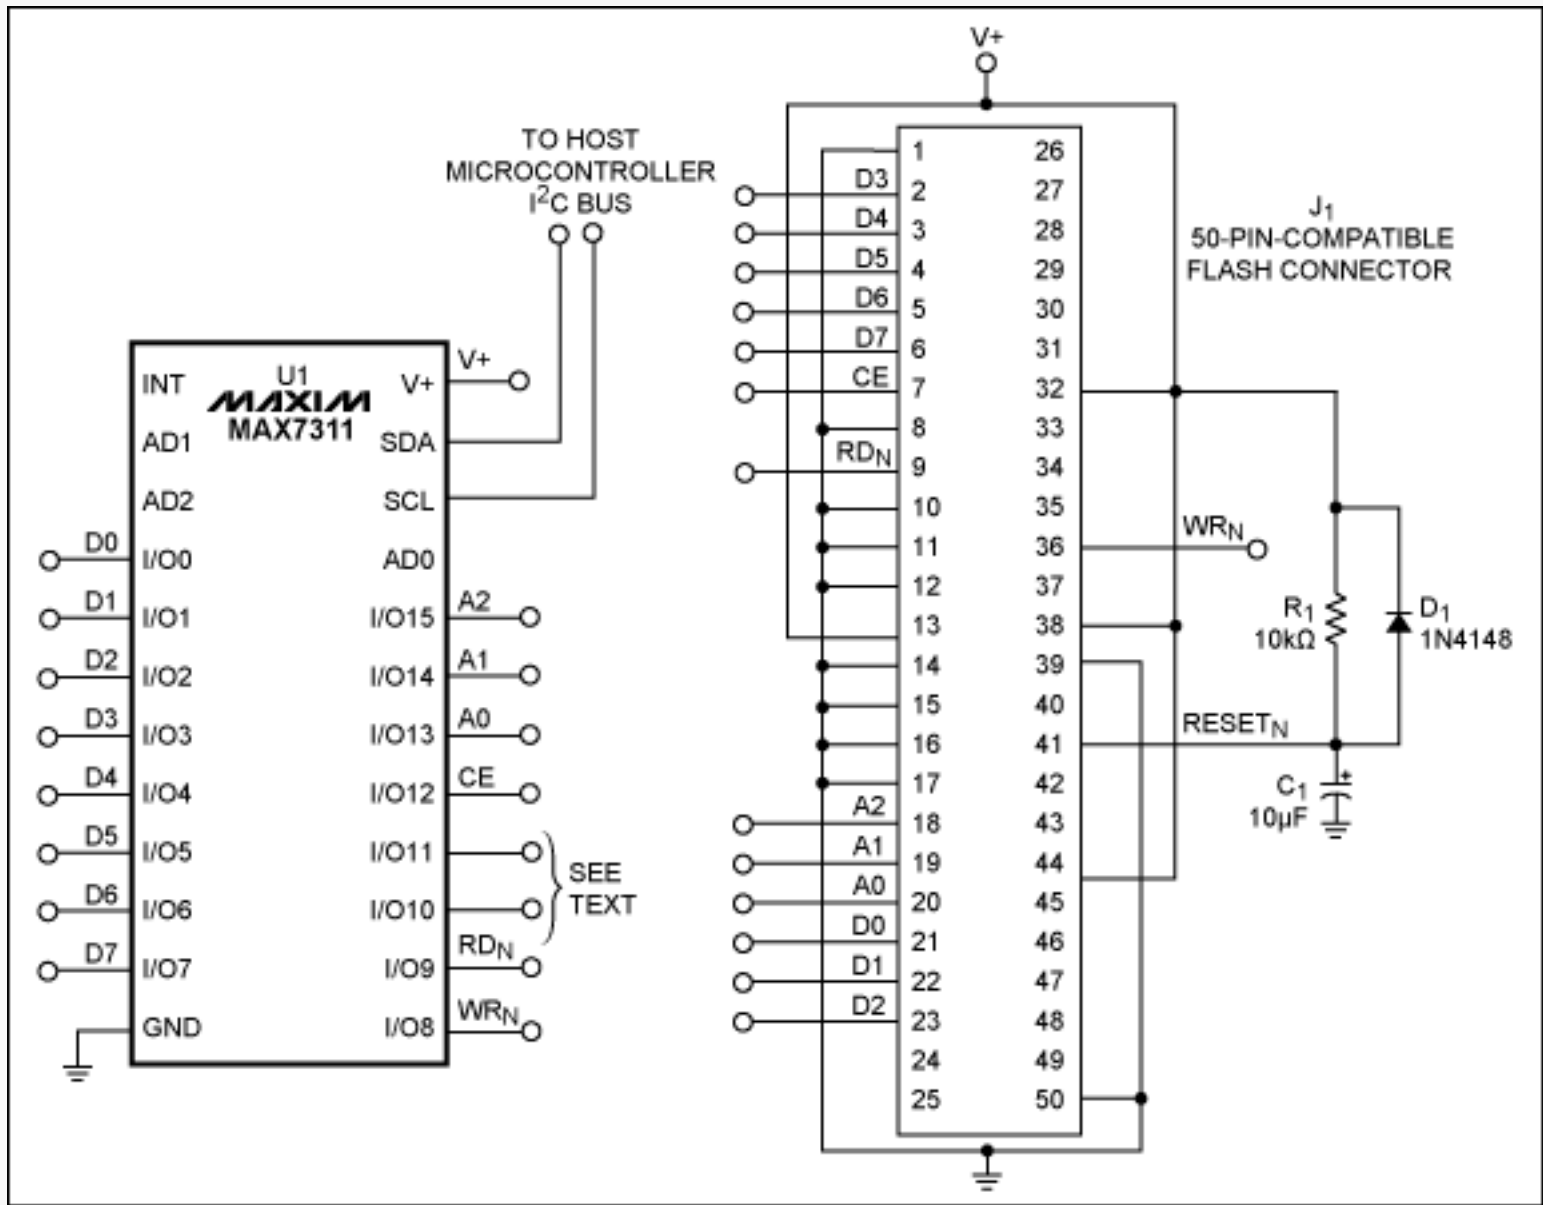 V+
TO HOST
MICROCONTROLLER
I²C BUS
U1
MAXIM
MAX7311
INT
AD1
AD2
I/O0
I/O1
I/O2
I/O3
I/O4
I/O5
I/O6
I/O7
GND
D0
D1
D2
D3
D4
D5
D6
D7
V+
SDA
SCL
AD0
I/O15
I/O14
I/O13
I/O12
I/O11
I/O10
I/O9
I/O8
V+
A2
A1
A0
CE
SEE
TEXT
RDN
WRN
D3
D4
D5
D6
D7
CE
RDN
A2
A1
A0
D0
D1
D2
1
2
3
4
5
6
7
8
9
10
11
12
13
14
15
16
17
18
19
20
21
22
23
24
25
26
27
28
29
30
31
32
33
34
35
36
37
38
39
40
41
42
43
44
45
46
47
48
49
50
J1
50-PIN-COMPATIBLE
FLASH CONNECTOR
WRN
R1
10kΩ
D1
1N4148
RESETN
C1
+
10µF